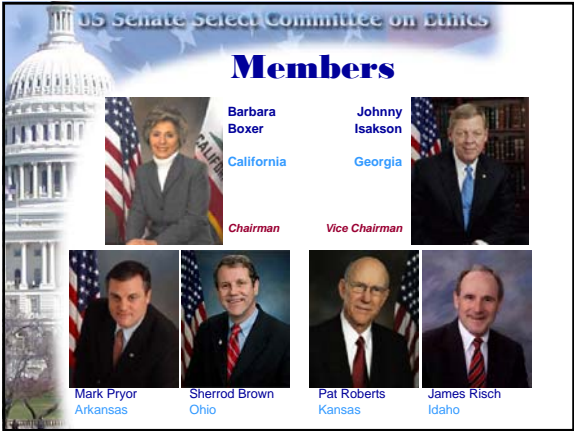 US Senate Select Committee on Ethics
Members
Barbara
Boxer
California
Chairman
Johnny
Isakson
Georgia
Vice Chairman
CALIFO
Mark Pryor
Arkansas
Sherrod Brown
Ohio
Pat Roberts
Kansas
James Risch
Idaho